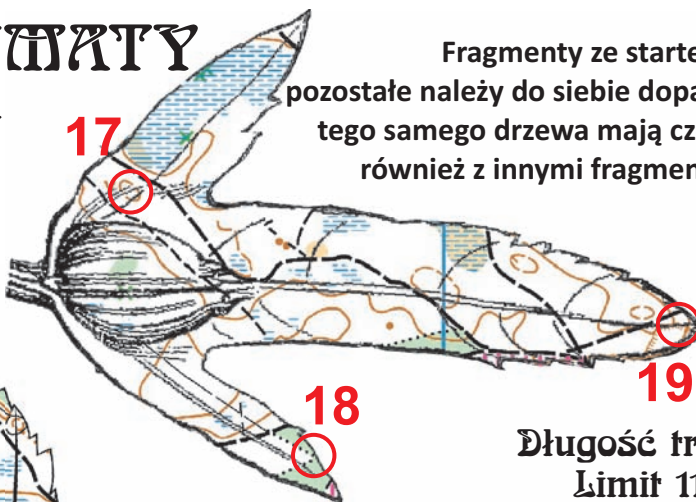 MATY
Fragmenty ze starte
pozostałe należy do siebie dopa
tego samego drzewa mają cz
również z innymi fragmen
17
18
19
Długość tr
Limit 11